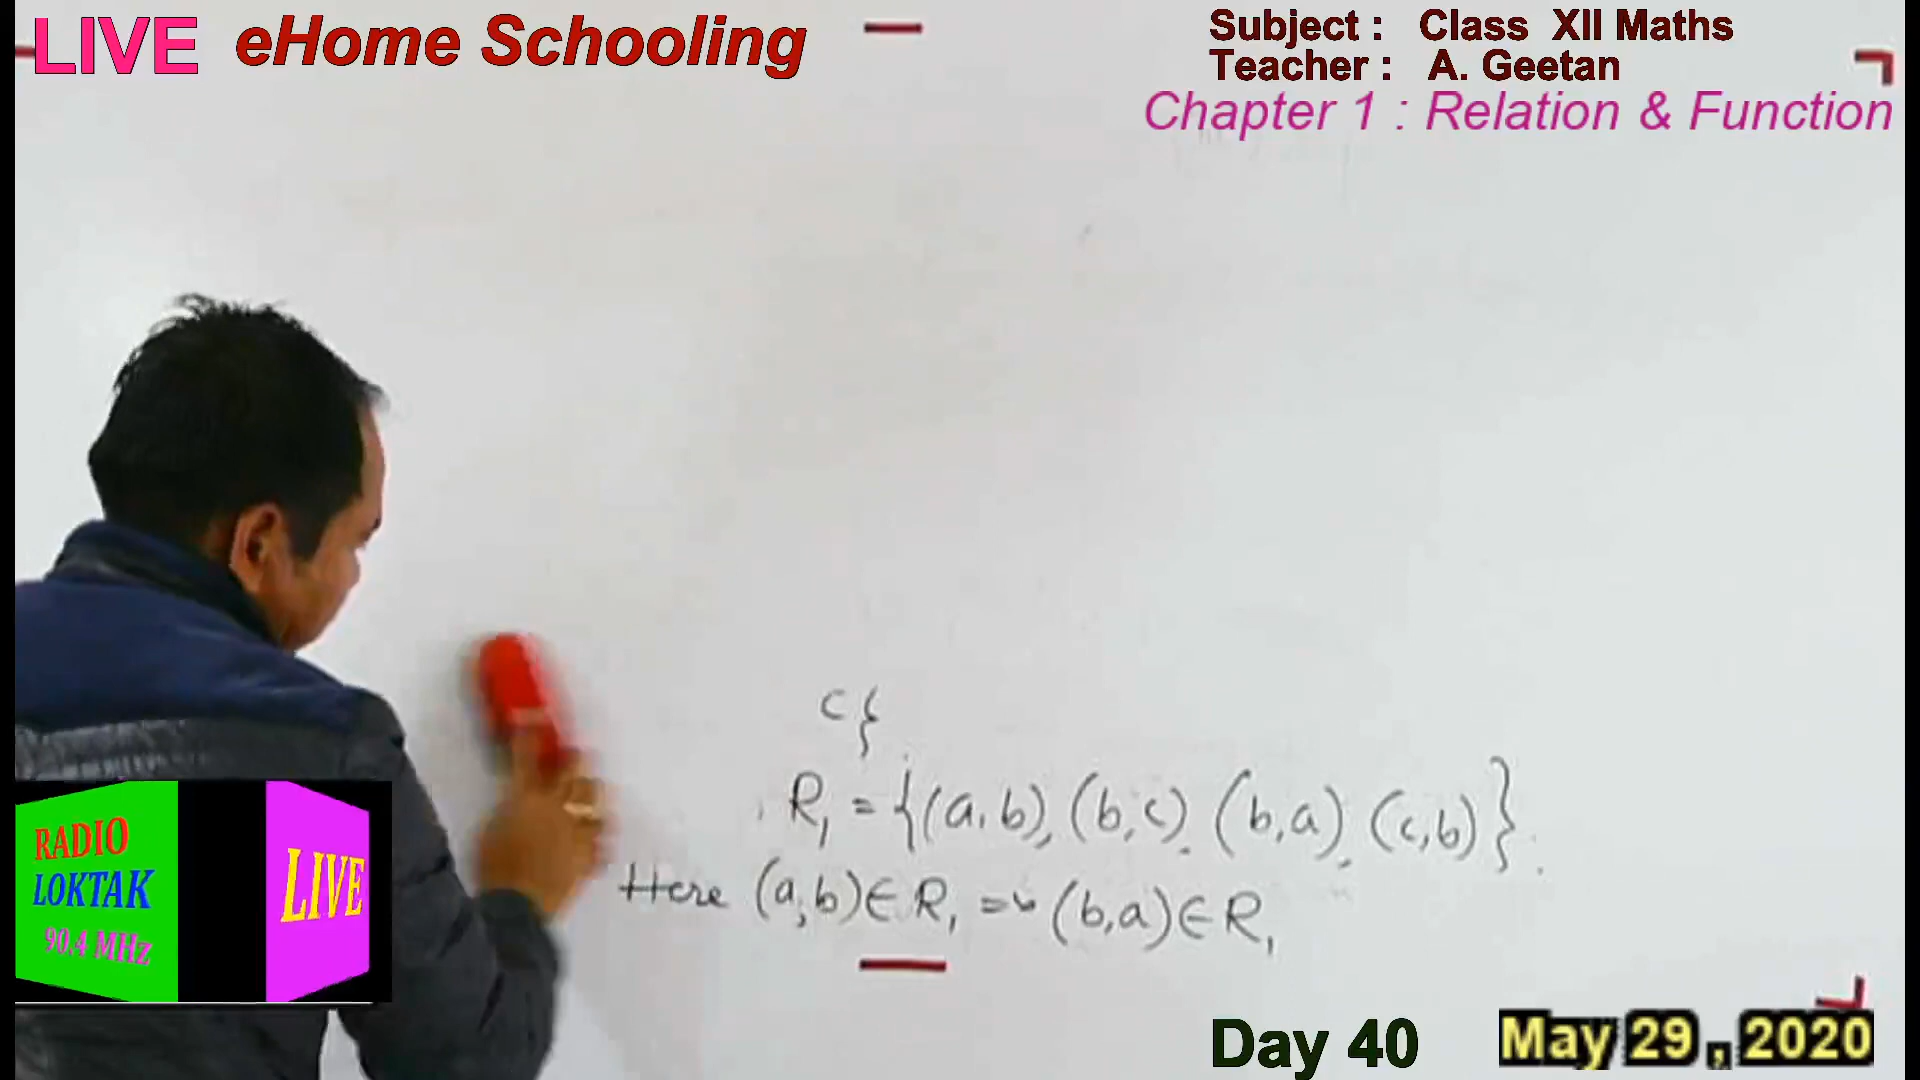 LIVE eHome Schooling
Subject : Class XII Maths
Teacher : A. Geetan
Chapter 1 : Relation & Function
c}
R₁ = {(a,b), (b,c), (b,a), (c,b)}.
Here (a,b)∈ R₁ => (b,a)∈ R₁
RADIO
LOKTAK
90.4 MHz
LIVE
Day 40
May 29 , 2020